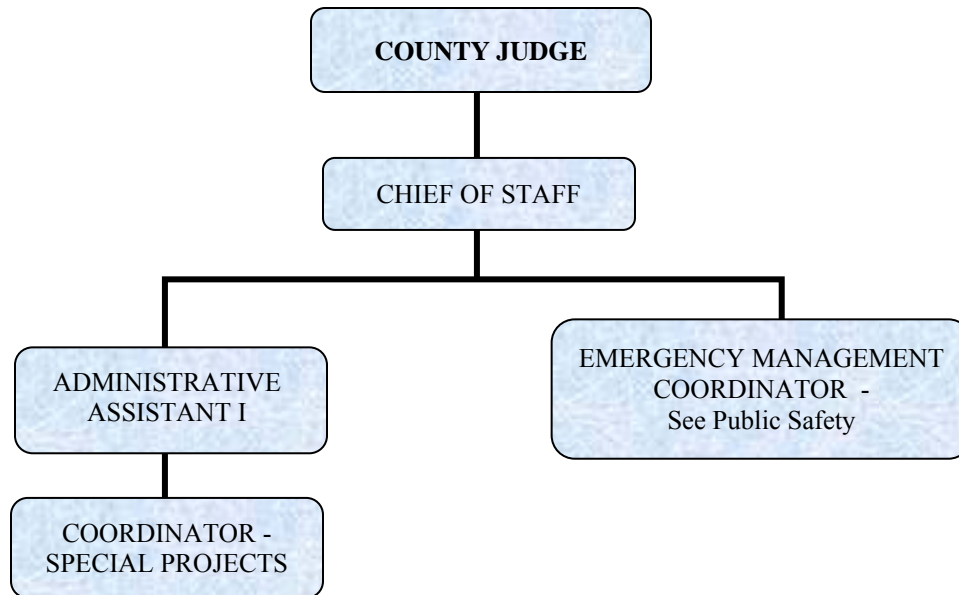 COUNTY JUDGE
CHIEF OF STAFF
ADMINISTRATIVE
ASSISTANT I
EMERGENCY MANAGEMENT
COORDINATOR -
See Public Safety
COORDINATOR -
SPECIAL PROJECTS